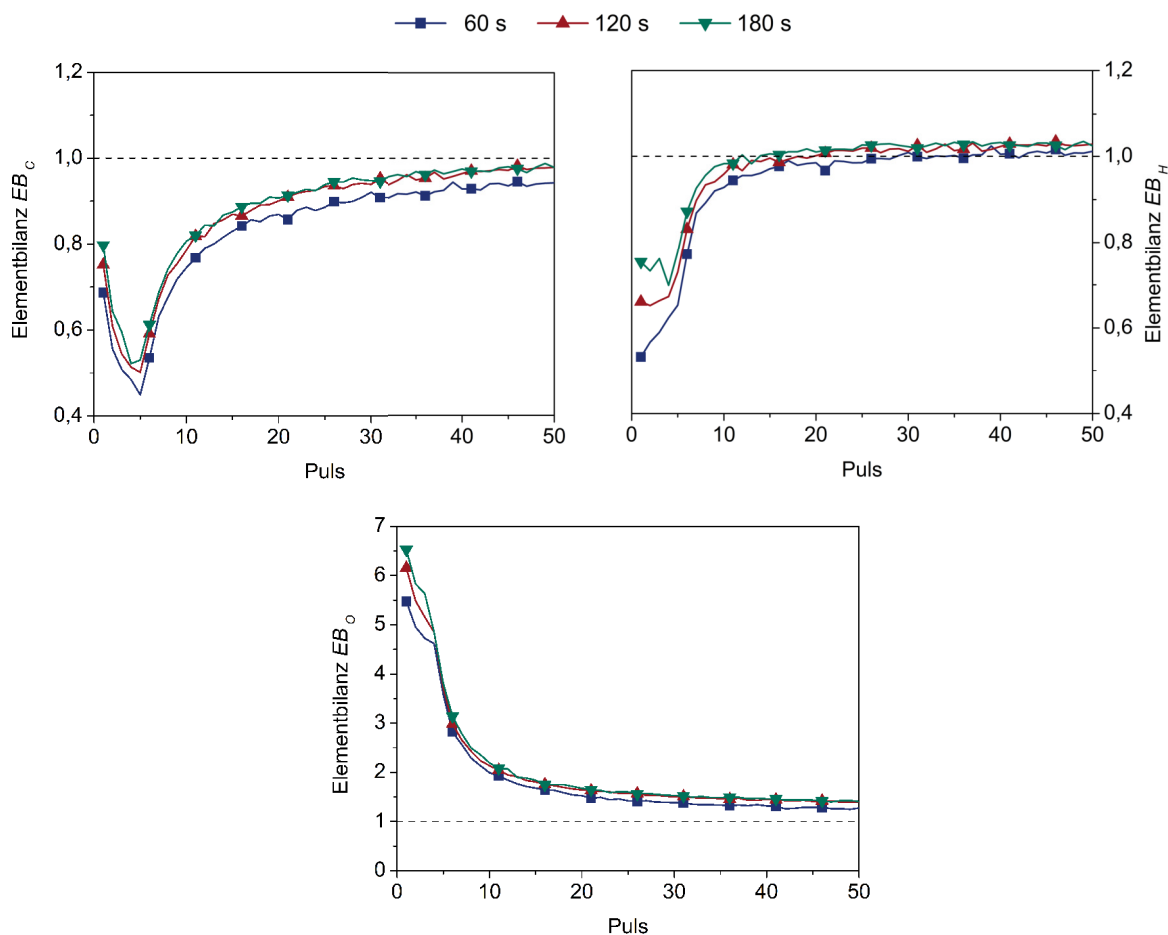 60 s 120 s 180 s
1,2
1,0
0,8
0,6
0,4
Elementbilanz EB_C
0 10 20 30 40 50
Puls
1,2
1,0
0,8
0,6
0,4
Elementbilanz EB_H
0 10 20 30 40 50
Puls
7
6
5
4
3
2
1
0
Elementbilanz EB_O
0 10 20 30 40 50
Puls